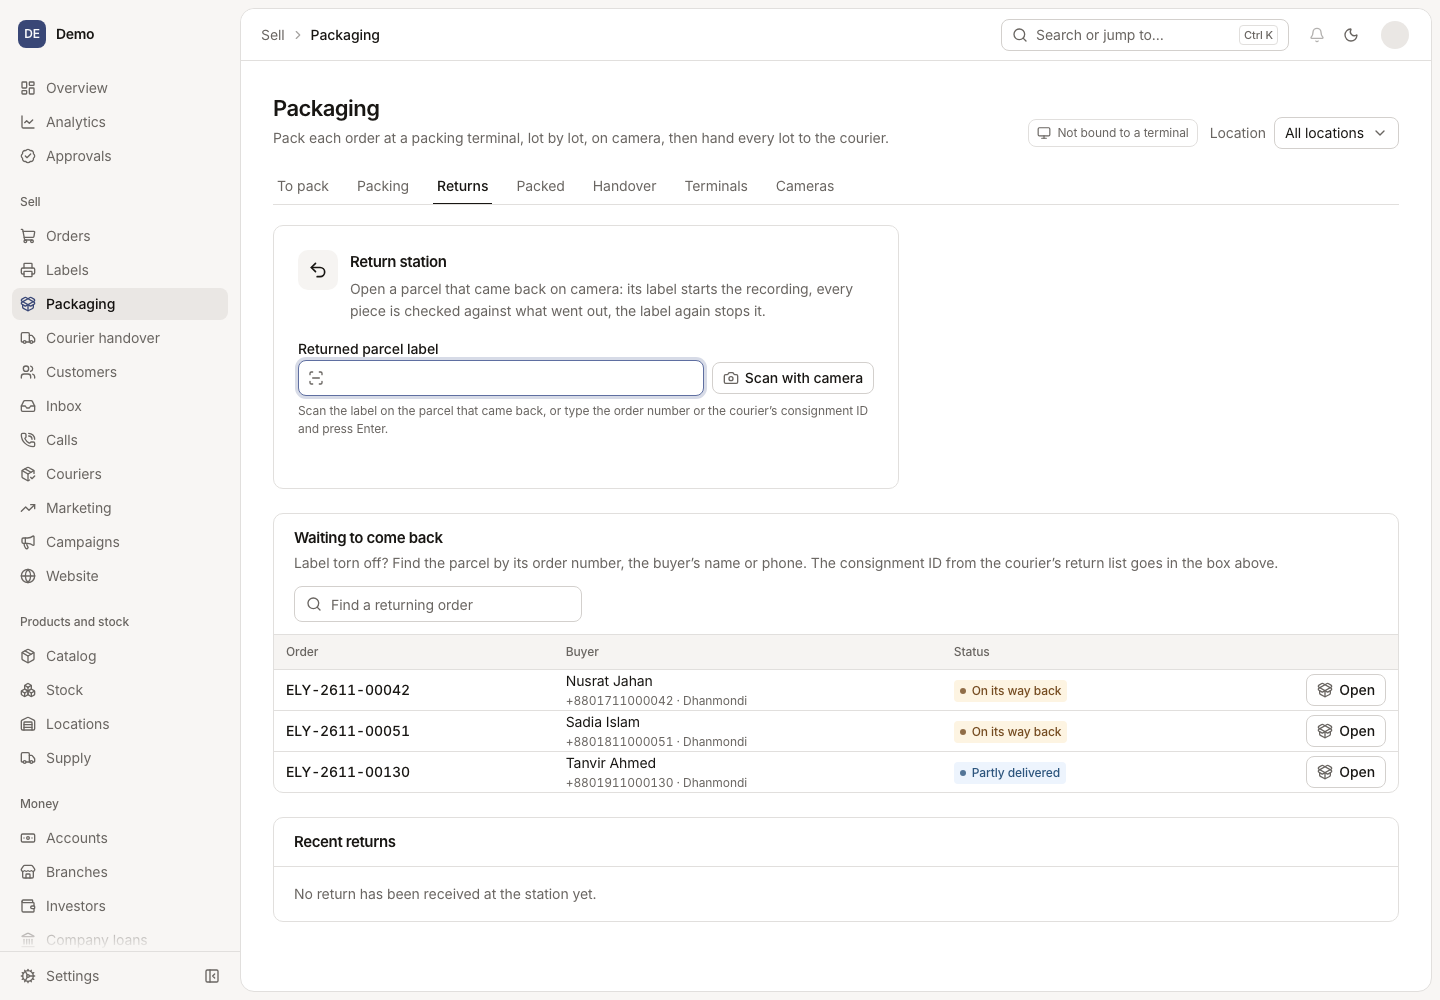 DE Demo
Sell > Packaging
Search or jump to... Ctrl K
Overview
Analytics
Approvals
Sell
Orders
Labels
Packaging
Courier handover
Customers
Inbox
Calls
Couriers
Marketing
Campaigns
Website
Products and stock
Catalog
Stock
Locations
Supply
Money
Accounts
Branches
Investors
Company loans
Settings
Packaging
Pack each order at a packing terminal, lot by lot, on camera, then hand every lot to the courier.
Not bound to a terminal Location All locations
To pack Packing Returns Packed Handover Terminals Cameras
Return station
Open a parcel that came back on camera: its label starts the recording, every
piece is checked against what went out, the label again stops it.
Returned parcel label
Scan with camera
Scan the label on the parcel that came back, or type the order number or the courier’s consignment ID
and press Enter.
Waiting to come back
Label torn off? Find the parcel by its order number, the buyer’s name or phone. The consignment ID from the courier’s return list goes in the box above.
Find a returning order
Order Buyer Status
ELY-2611-00042 Nusrat Jahan On its way back Open
+8801711000042 · Dhanmondi
ELY-2611-00051 Sadia Islam On its way back Open
+8801811000051 · Dhanmondi
ELY-2611-00130 Tanvir Ahmed Partly delivered Open
+8801911000130 · Dhanmondi
Recent returns
No return has been received at the station yet.